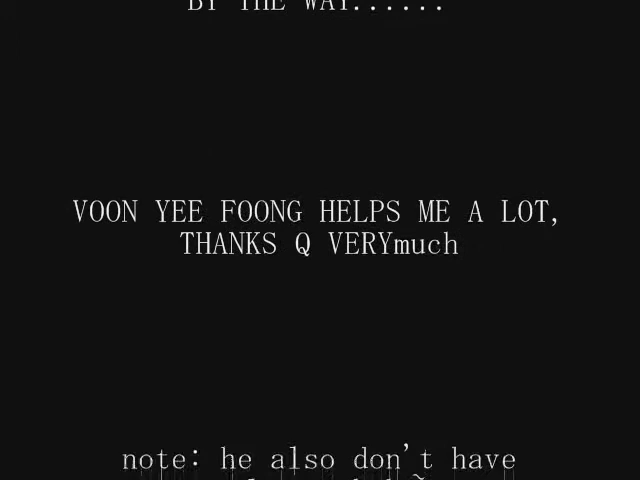 BY THE WAY......
VOON YEE FOONG HELPS ME A LOT,
THANKS Q VERYmuch
note: he also don't have